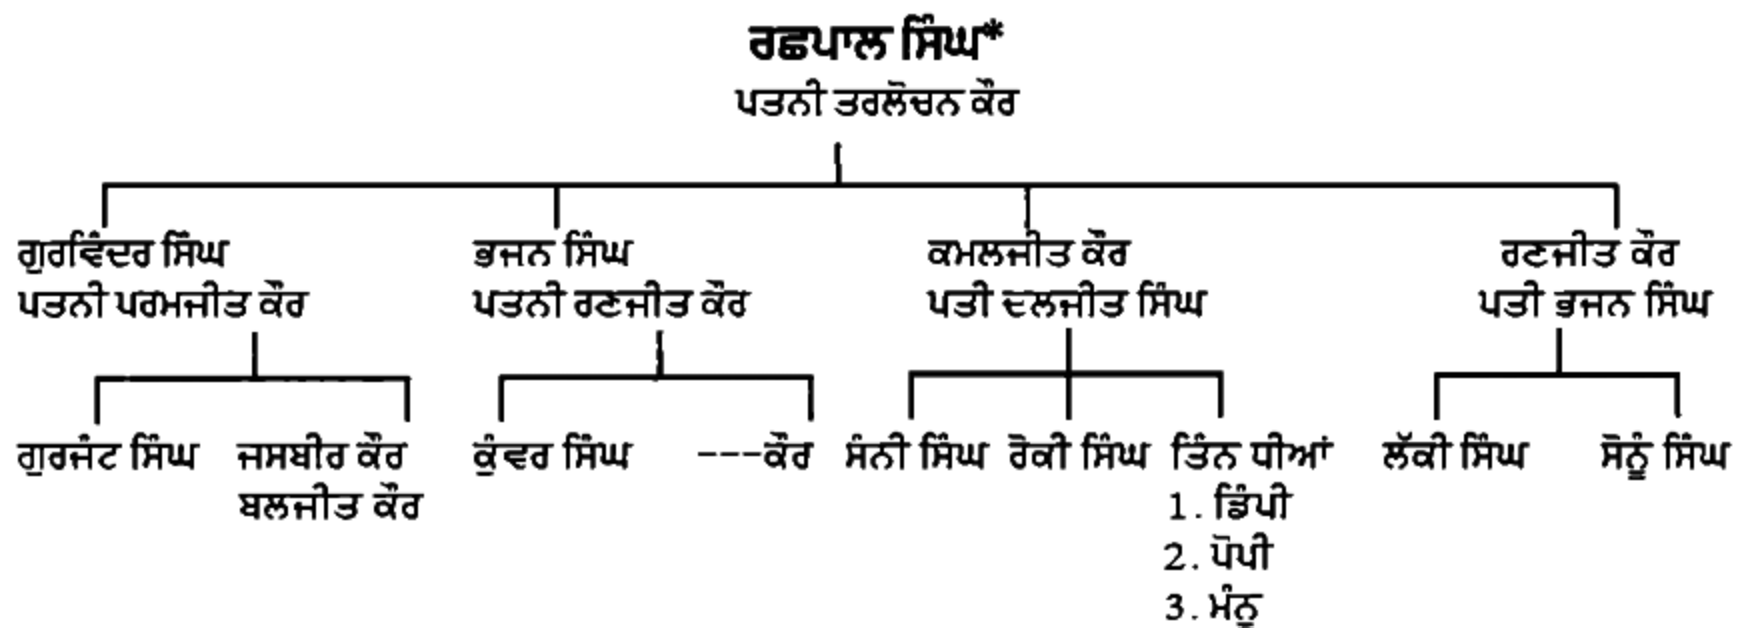 ਰਛਪਾਲ ਸਿੰਘ*
ਪਤਨੀ ਤਰਲੋਚਨ ਕੌਰ
ਗੁਰਵਿੰਦਰ ਸਿੰਘ ਭਜਨ ਸਿੰਘ ਕਮਲਜੀਤ ਕੌਰ ਰਣਜੀਤ ਕੌਰ
ਪਤਨੀ ਪਰਮਜੀਤ ਕੌਰ ਪਤਨੀ ਰਣਜੀਤ ਕੌਰ ਪਤੀ ਦਲਜੀਤ ਸਿੰਘ ਪਤੀ ਭਜਨ ਸਿੰਘ
ਗੁਰਜੰਟ ਸਿੰਘ ਜਸਬੀਰ ਕੌਰ ਕੁੰਵਰ ਸਿੰਘ ---ਕੌਰ ਸੰਨੀ ਸਿੰਘ ਰੋਕੀ ਸਿੰਘ ਤਿੰਨ ਧੀਆਂ ਲੱਕੀ ਸਿੰਘ ਸੋਨੂੰ ਸਿੰਘ
ਬਲਜੀਤ ਕੌਰ 1. ਡਿੰਪੀ
2. ਪੋਪੀ
3. ਮੰਨੂ